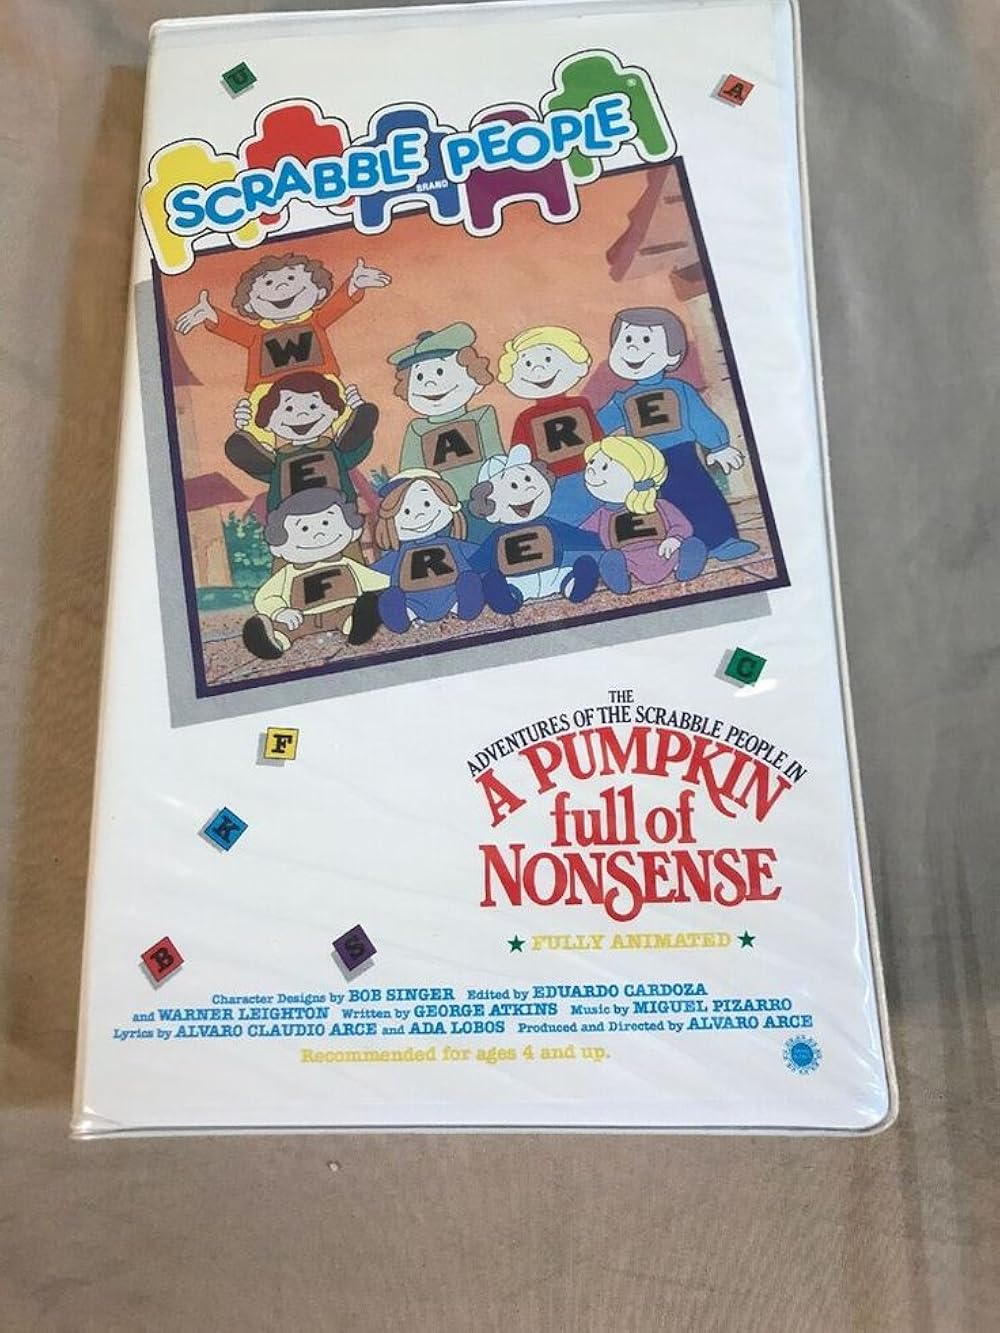 U
A
SCRABBLE PEOPLE®
BRAND
W
E A R E
F R E E
G
F
K
B
S
THE
ADVENTURES OF THE SCRABBLE PEOPLE IN
A PUMPKIN
full of
NONSENSE
★ FULLY ANIMATED ★
Character Designs by BOB SINGER Edited by EDUARDO CARDOZA
and WARNER LEIGHTON Written by GEORGE ATKINS Music by MIGUEL PIZARRO
Lyrics by ALVARO CLAUDIO ARCE and ADA LOBOS Produced and Directed by ALVARO ARCE
Recommended for ages 4 and up.